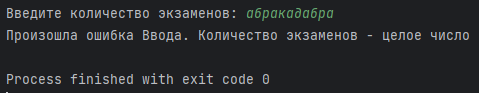 Введите количество экзаменов: абракадабра
Произошла ошибка Ввода. Количество экзаменов - целое число
Process finished with exit code 0